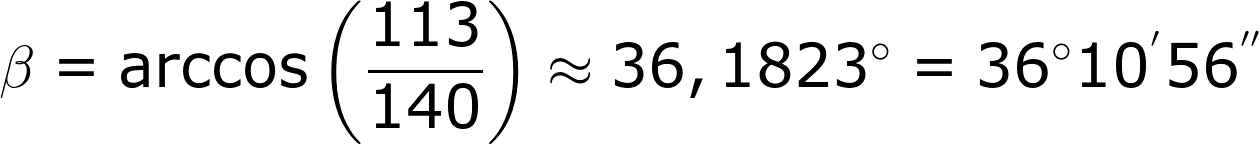 β = arccos(113/140) ≈ 36,1823° = 36°10′56″